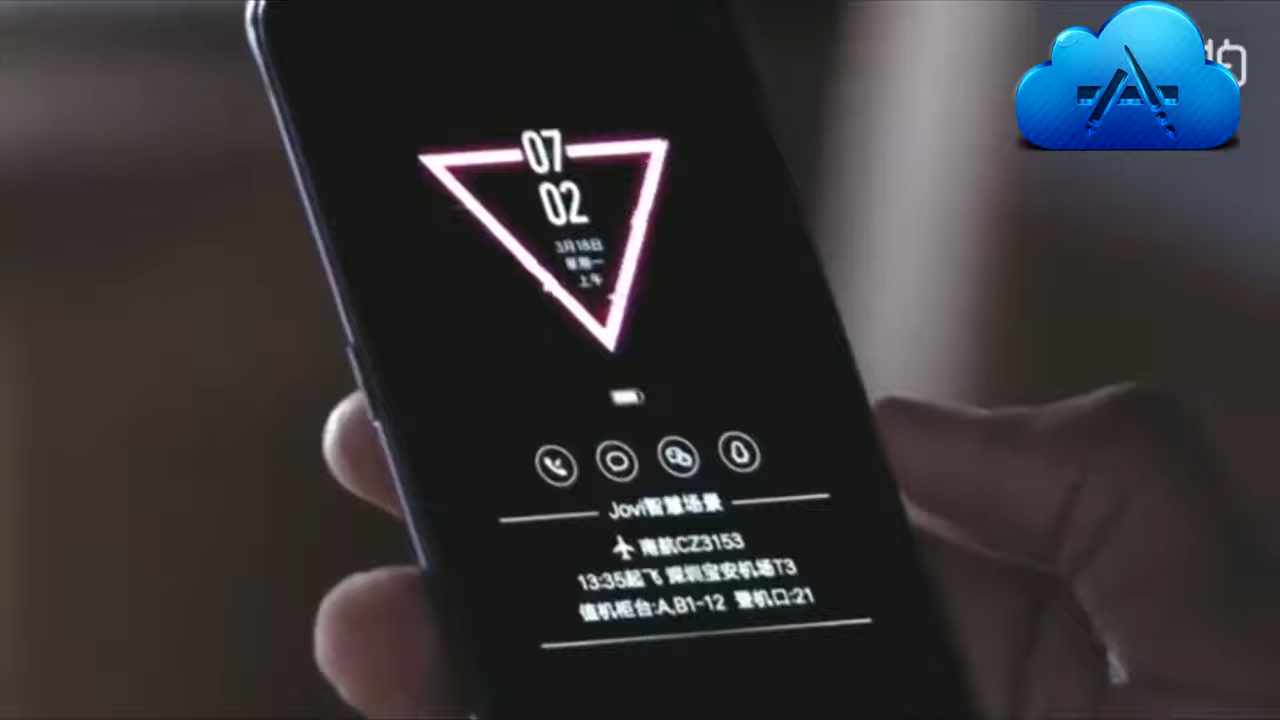 07
02
3月18日
星期一
上午
Jovi智慧场景
南航CZ3153
13:35起飞 深圳宝安机场T3
值机柜台:A,B1-12 登机口:21
拍